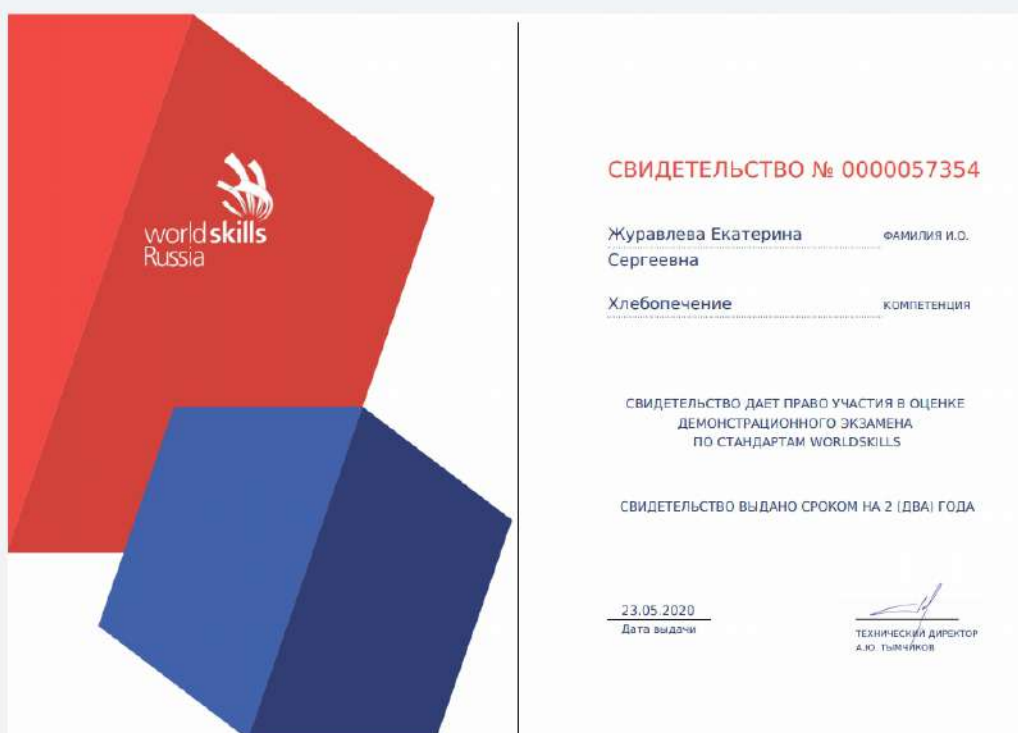 worldskills
Russia
СВИДЕТЕЛЬСТВО № 0000057354
Журавлева Екатерина ФАМИЛИЯ И.О.
Сергеевна
Хлебопечение КОМПЕТЕНЦИЯ
СВИДЕТЕЛЬСТВО ДАЕТ ПРАВО УЧАСТИЯ В ОЦЕНКЕ
ДЕМОНСТРАЦИОННОГО ЭКЗАМЕНА
ПО СТАНДАРТАМ WORLDSKILLS
СВИДЕТЕЛЬСТВО ВЫДАНО СРОКОМ НА 2 (ДВА) ГОДА
23.05.2020
Дата выдачи
ТЕХНИЧЕСКИЙ ДИРЕКТОР
А.Ю. ТЫМЧИКОВ